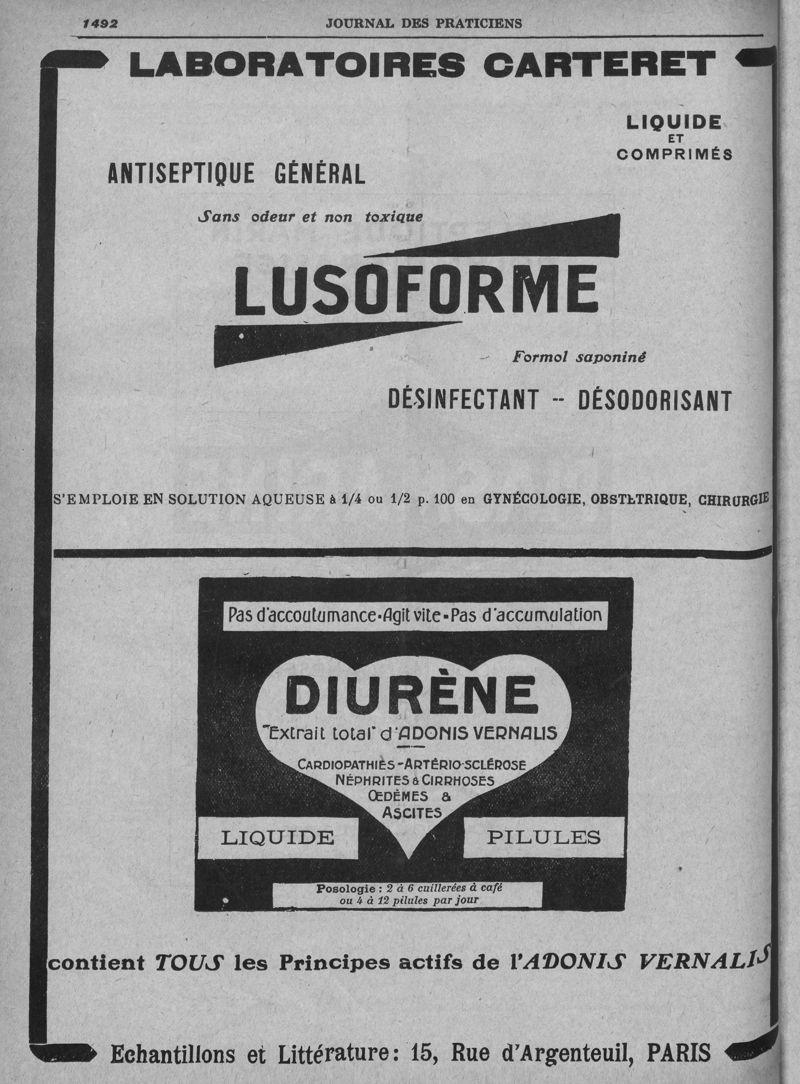 1492
JOURNAL DES PRATICIENS
LABORATOIRES CARTERET
LIQUIDE
ET
COMPRIMÉS
ANTISEPTIQUE GÉNÉRAL
Sans odeur et non toxique
LUSOFORME
Formol saponiné
DÉSINFECTANT -- DÉSODORISANT
S'EMPLOIE EN SOLUTION AQUEUSE à 1/4 ou 1/2 p. 100 en GYNÉCOLOGIE, OBSTÉTRIQUE, CHIRURGIE
Pas d'accoutumance-Agit vite-Pas d'accumulation
DIURÈNE
"Extrait total" d'ADONIS VERNALIS
CARDIOPATHIES-ARTÉRIO-SCLÉROSE
NÉPHRITES & CIRRHOSES
ŒDÈMES &
ASCITES
LIQUIDE
PILULES
Posologie : 2 à 6 cuillerées à café
ou 4 à 12 pilules par jour
contient TOUS les Principes actifs de l'ADONIS VERNALIS
Echantillons et Littérature: 15, Rue d'Argenteuil, PARIS